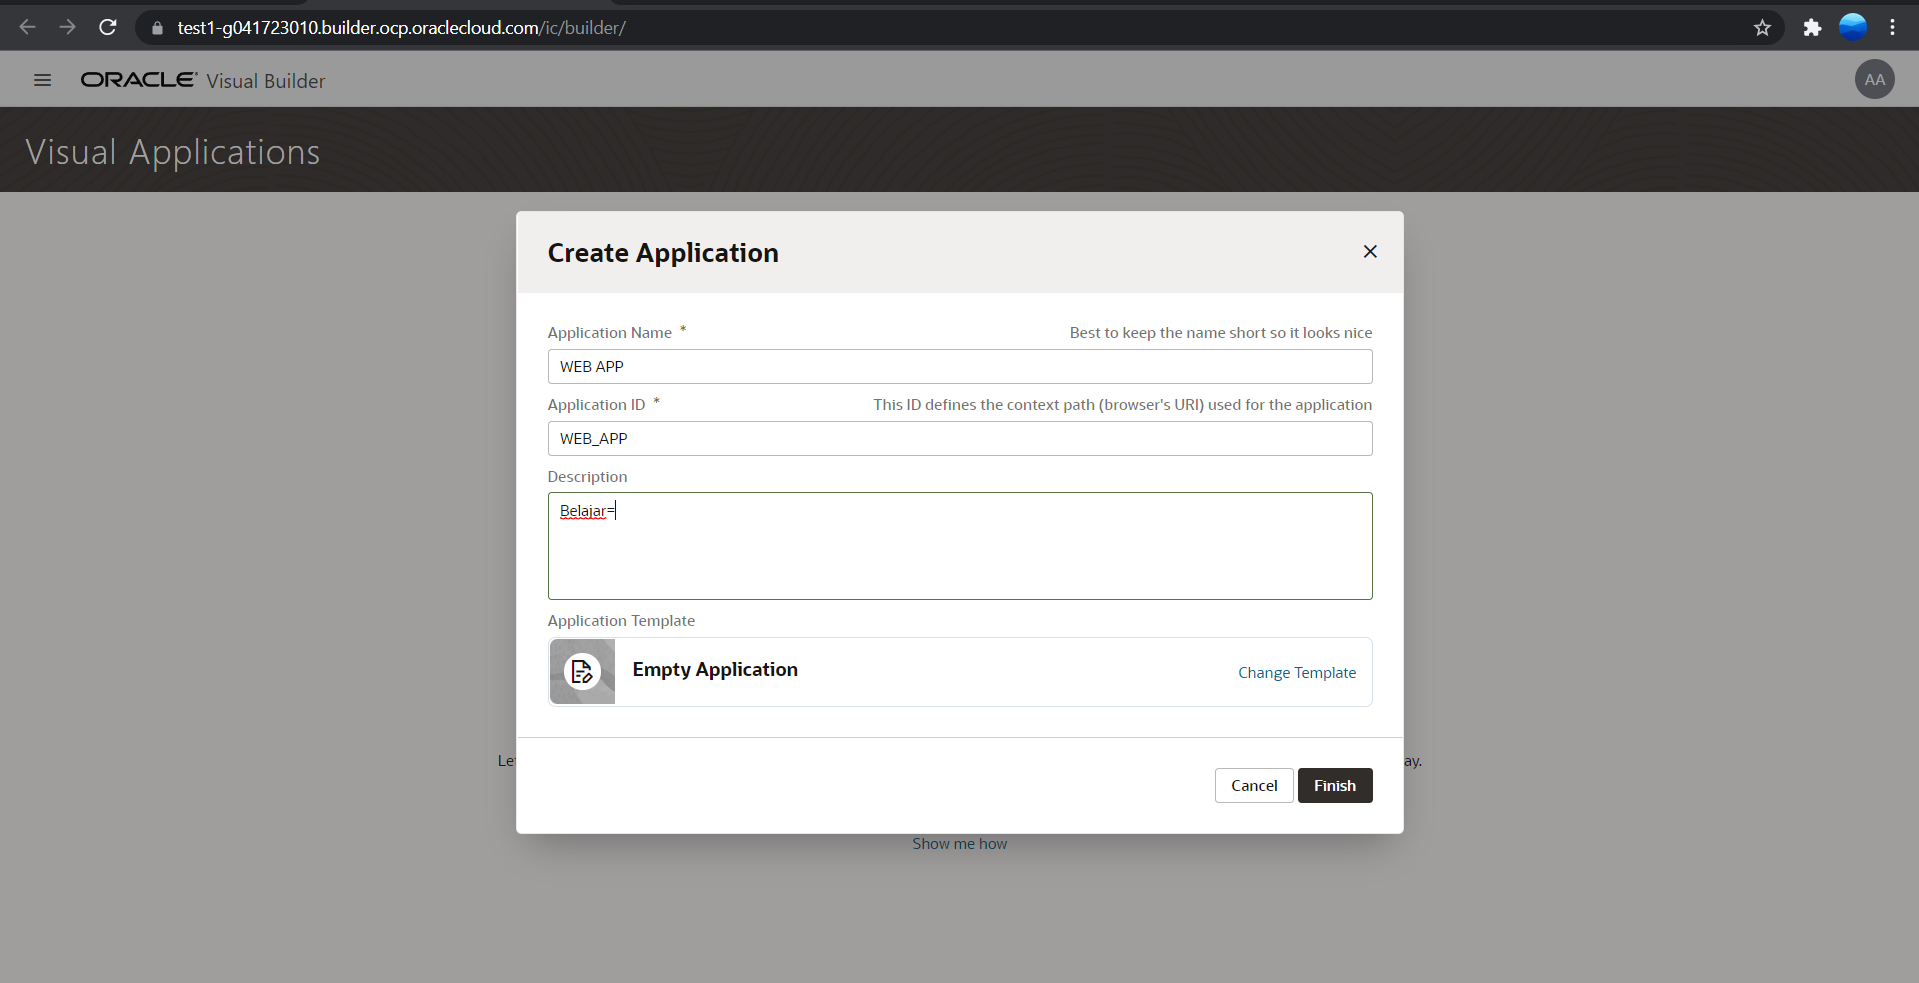 test1-g041723010.builder.ocp.oraclecloud.com/ic/builder/
ORACLE Visual Builder
AA
Visual Applications
Create Application
Application Name *
Best to keep the name short so it looks nice
WEB APP
Application ID *
This ID defines the context path (browser's URI) used for the application
WEB_APP
Description
Belajar=
Application Template
Empty Application
Change Template
Cancel
Finish
Show me how